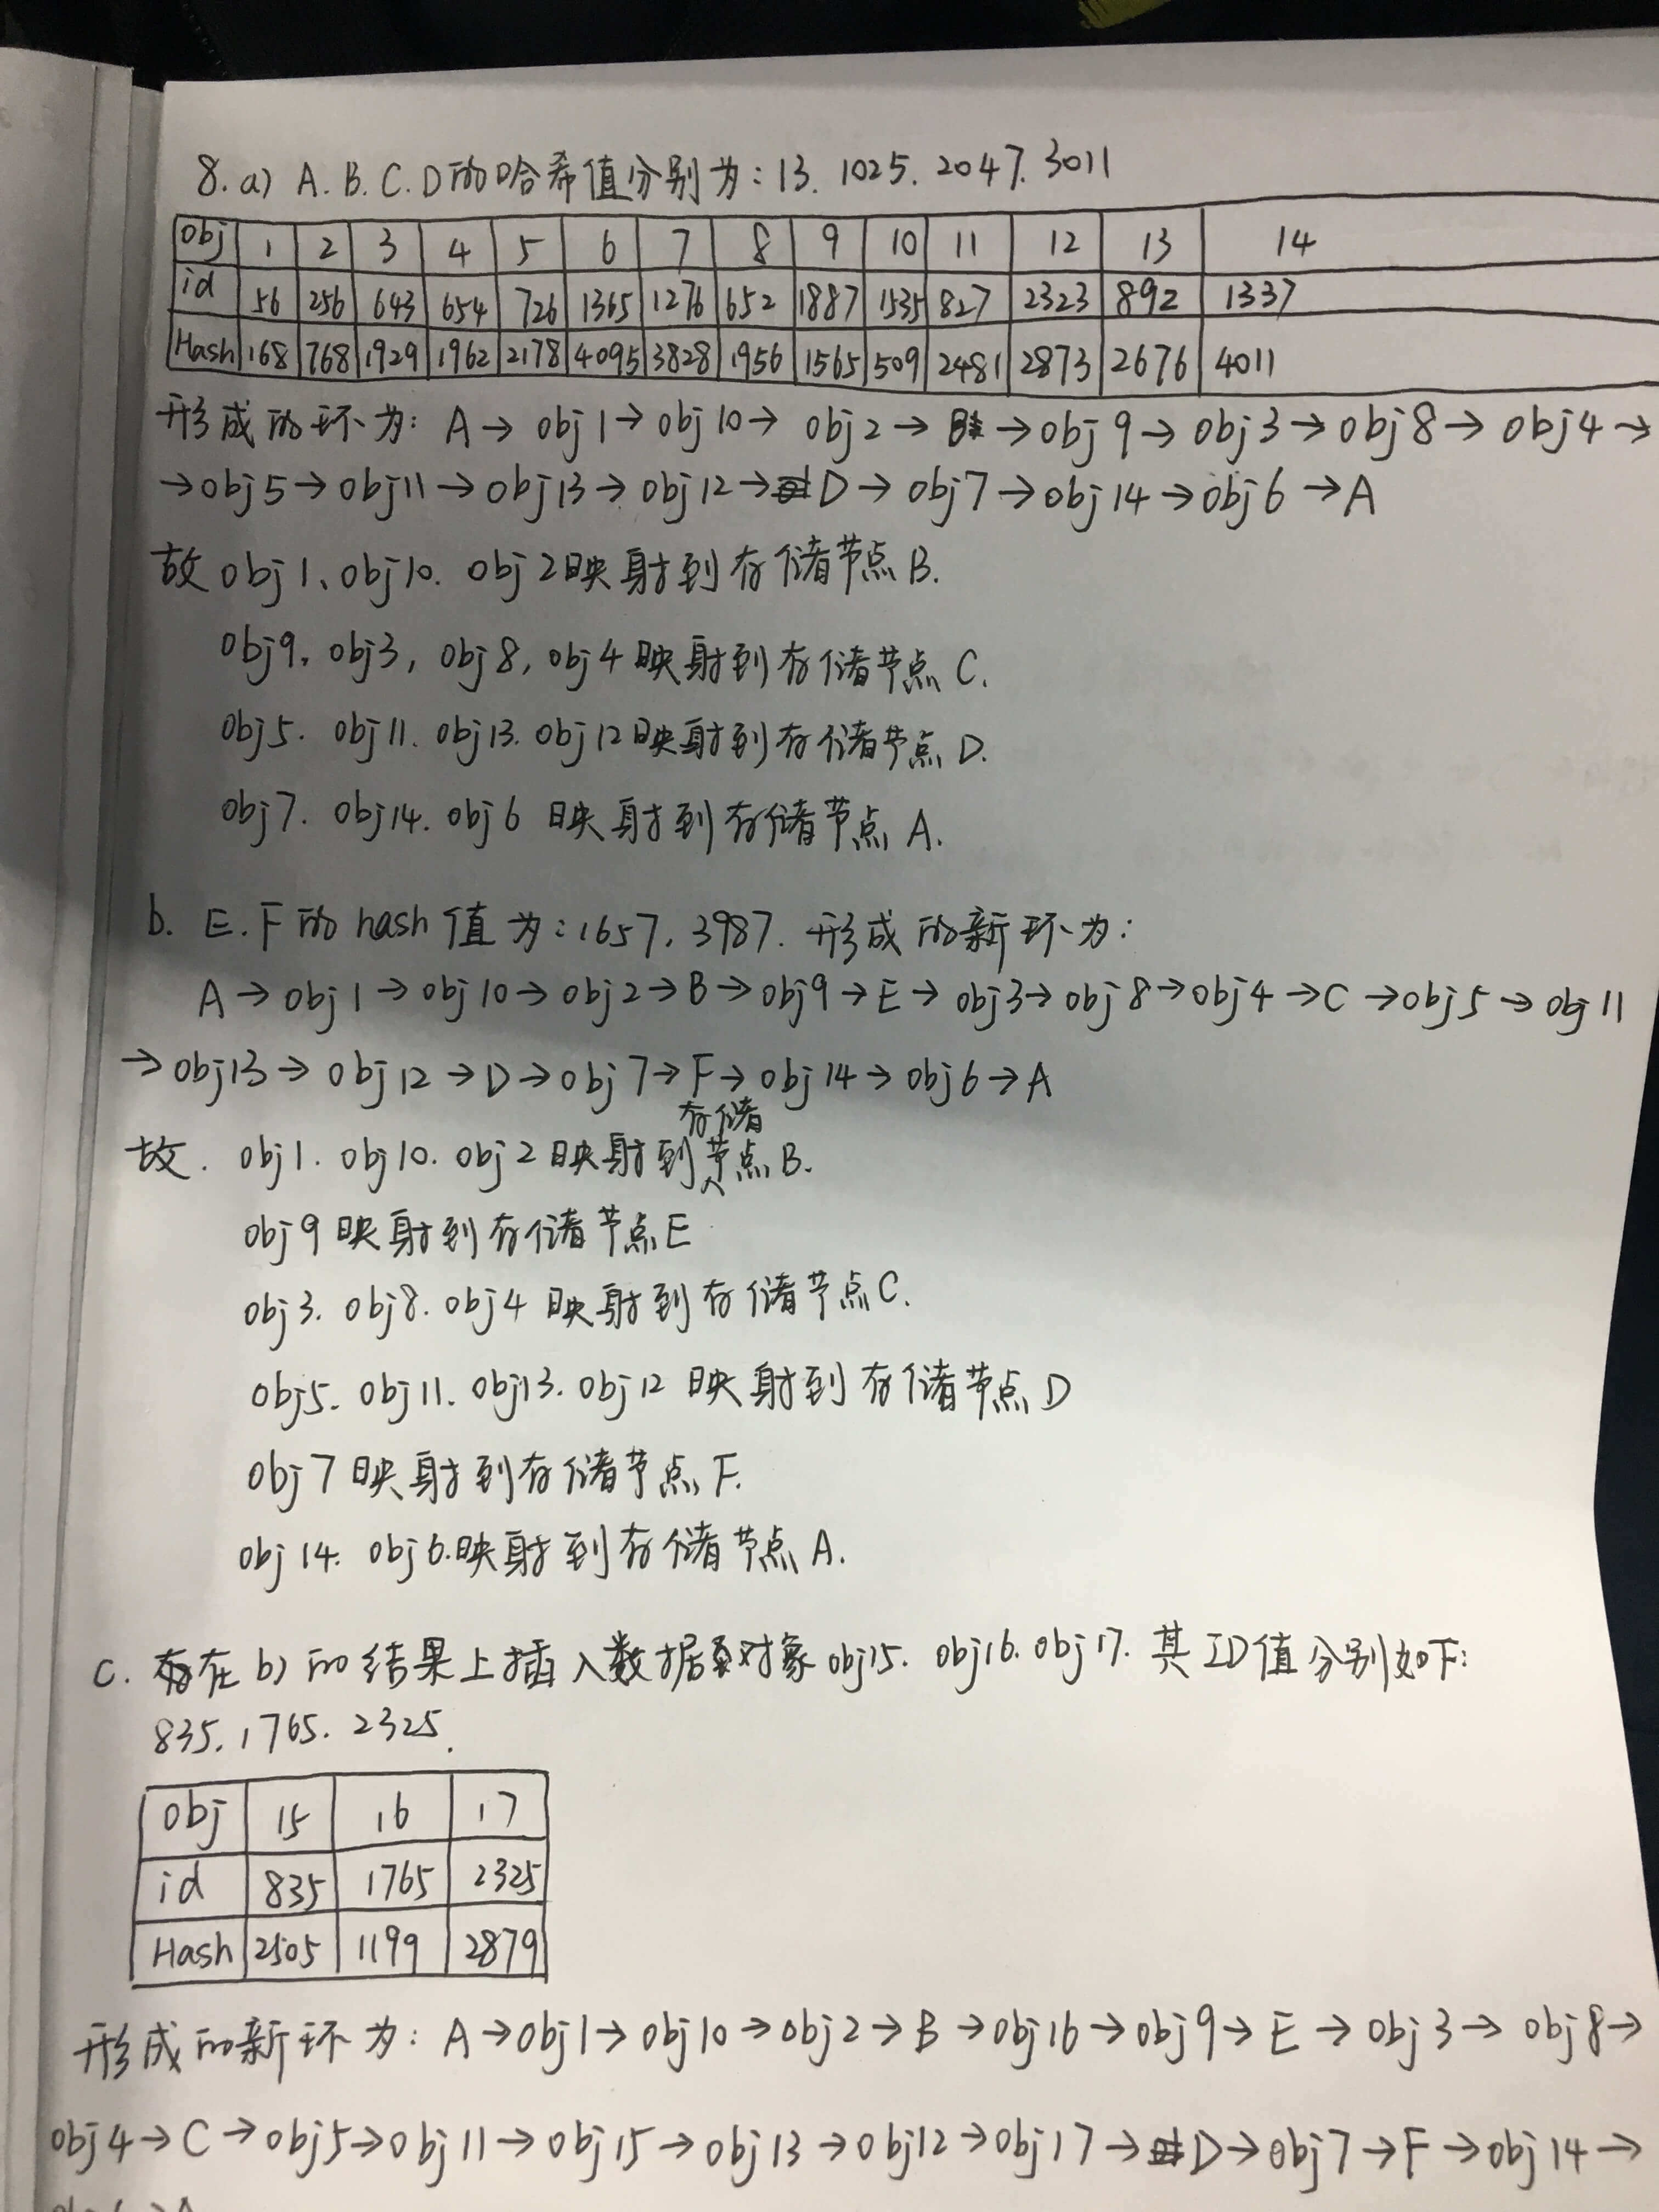 8. a) A. B. C. D的哈希值分别为: 13. 1025. 2047. 3011
obj 1 2 3 4 5 6 7 8 9 10 11 12 13 14
id 56 256 643 654 726 1365 1276 652 1887 1535 827 2323 892 1337
Hash 168 768 1929 1962 2178 4095 3828 1956 1565 509 2481 2873 2676 4011
形成的环为: A → obj 1 → obj 10 → obj 2 → B → obj 9 → obj 3 → obj 8 → obj 4 →
→ obj 5 → obj 11 → obj 13 → obj 12 → D → obj 7 → obj 14 → obj 6 → A
故 obj 1、obj 10. obj 2映射到存储节点 B.
obj 9, obj 3, obj 8, obj 4 映射到存储节点 C.
obj 5. obj 11. obj 13. obj 12映射到存储节点 D.
obj 7. obj 14. obj 6 映射到存储节点 A.
b. E. F 的 hash 值为: 1657, 3987. 形成的新环为:
A → obj 1 → obj 10 → obj 2 → B → obj 9 → E → obj 3 → obj 8 → obj 4 → C → obj 5 → obj 11
→ obj 13 → obj 12 → D → obj 7 → F → obj 14 → obj 6 → A
故. obj 1. obj 10. obj 2 映射到存储节点 B.
obj 9 映射到存储节点 E
obj 3. obj 8. obj 4 映射到存储节点 C.
obj 5. obj 11. obj 13. obj 12 映射到存储节点 D
obj 7 映射到存储节点 F.
obj 14. obj 6.映射到存储节点 A.
c. 在 b) 的结果上插入数据对象 obj 15. obj 16. obj 17. 其 ID值分别如下:
835. 1765. 2325.
obj 15 16 17
id 835 1765 2325
Hash 2505 1199 2879
形成的新环为: A → obj 1 → obj 10 → obj 2 → B → obj 16 → obj 9 → E → obj 3 → obj 8 →
obj 4 → C → obj 5 → obj 11 → obj 15 → obj 13 → obj 12 → obj 17 → D → obj 7 → F → obj 14 →